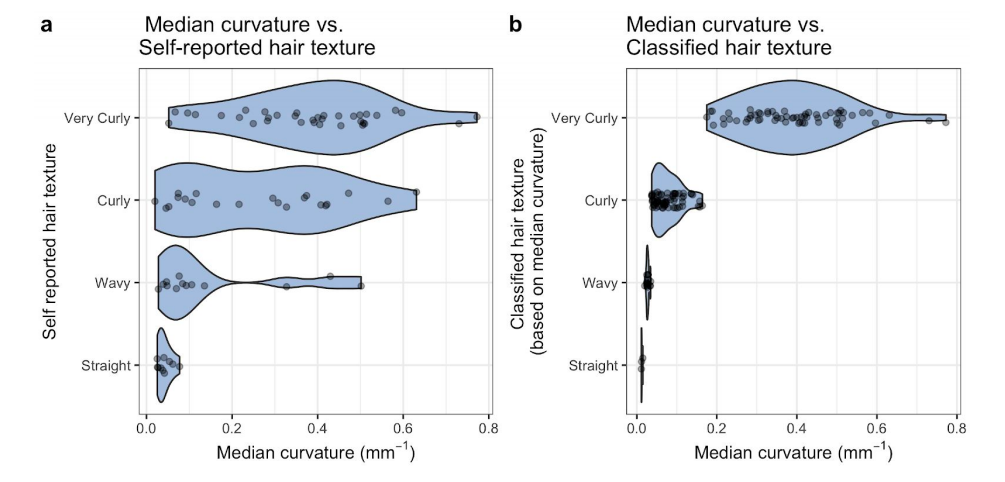 a
Median curvature vs.
Self-reported hair texture
Self reported hair texture
Very Curly
Curly
Wavy
Straight
0.0 0.2 0.4 0.6 0.8
Median curvature (mm⁻¹)
b
Median curvature vs.
Classified hair texture
Classified hair texture
(based on median curvature)
Very Curly
Curly
Wavy
Straight
0.0 0.2 0.4 0.6 0.8
Median curvature (mm⁻¹)